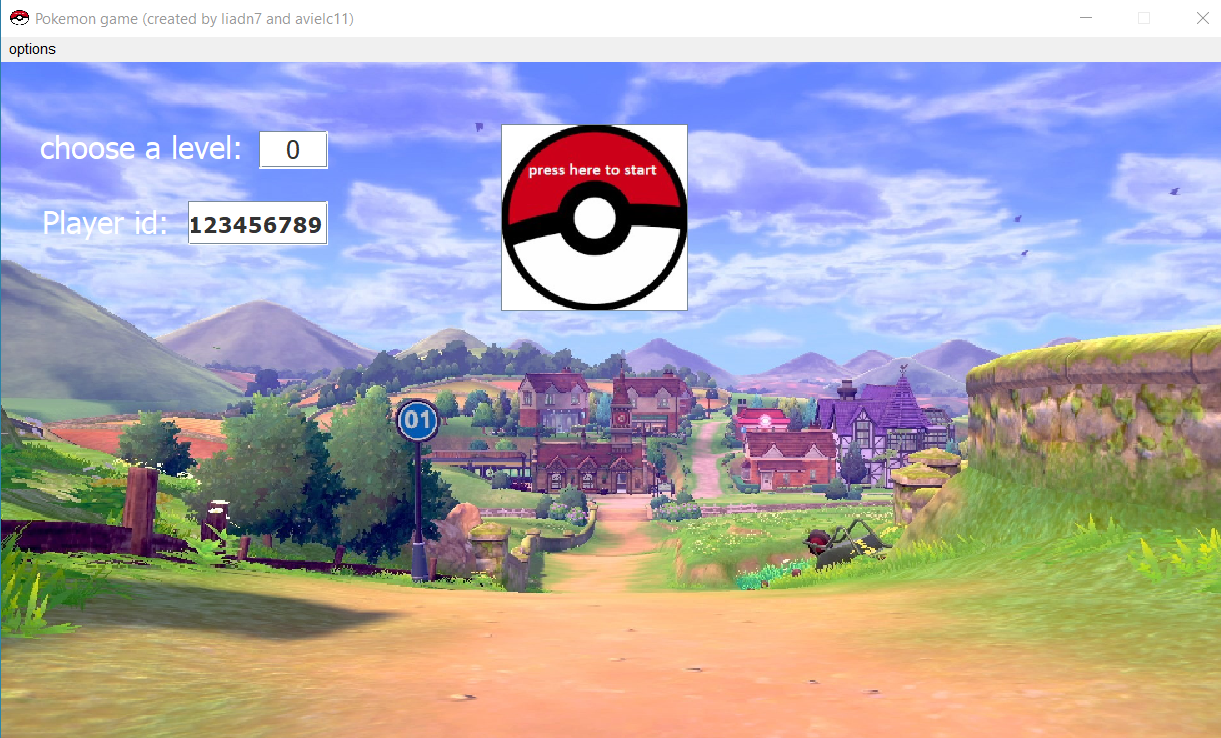 Pokemon game (created by liadn7 and avielc11)
options
choose a level: 0
press here to start
Player id: 123456789
01